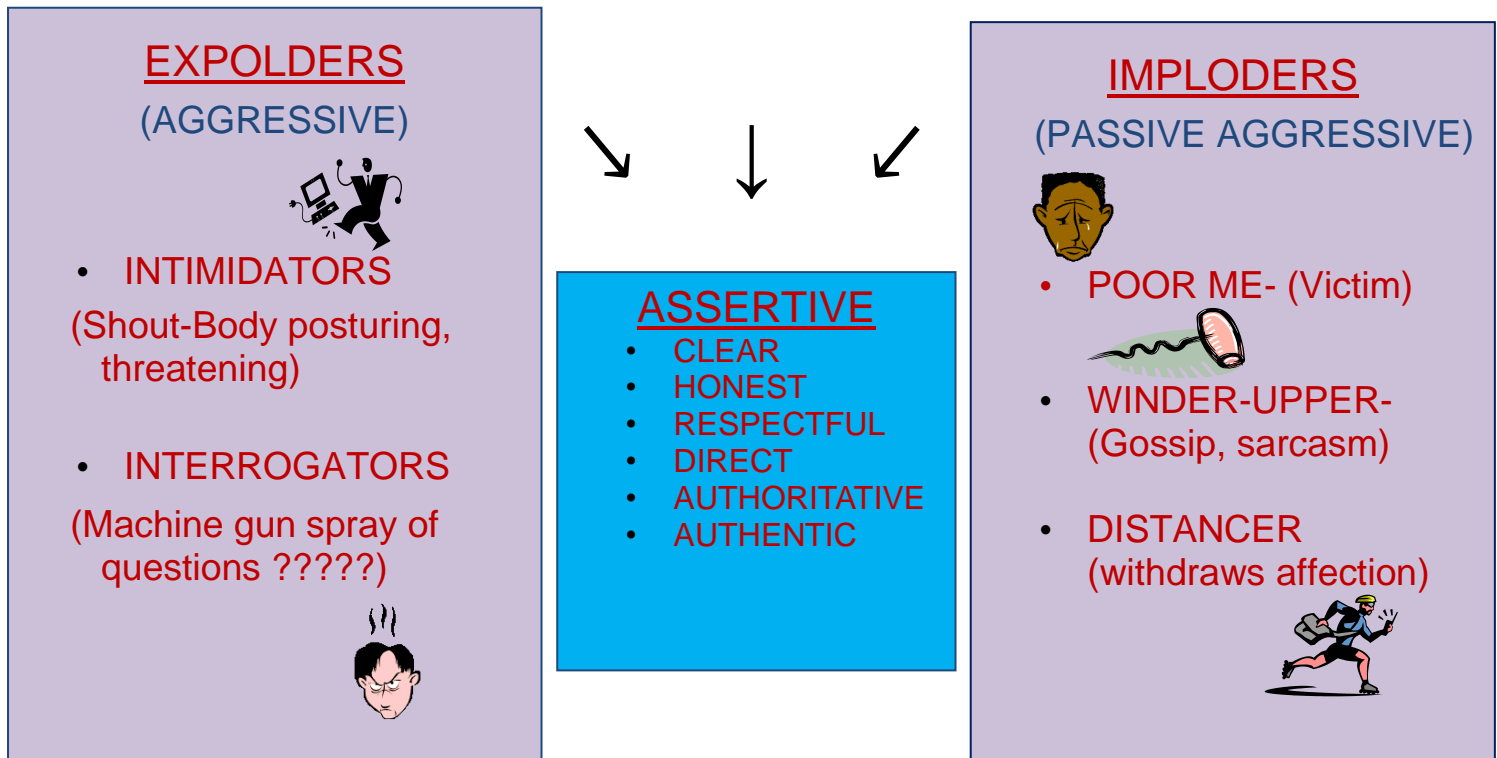 EXPOLDERS
(AGGRESSIVE)
• INTIMIDATORS
(Shout-Body posturing,
threatening)
• INTERROGATORS
(Machine gun spray of
questions ?????)
ASSERTIVE
• CLEAR
• HONEST
• RESPECTFUL
• DIRECT
• AUTHORITATIVE
• AUTHENTIC
IMPLODERS
(PASSIVE AGGRESSIVE)
• POOR ME- (Victim)
• WINDER-UPPER-
(Gossip, sarcasm)
• DISTANCER
(withdraws affection)